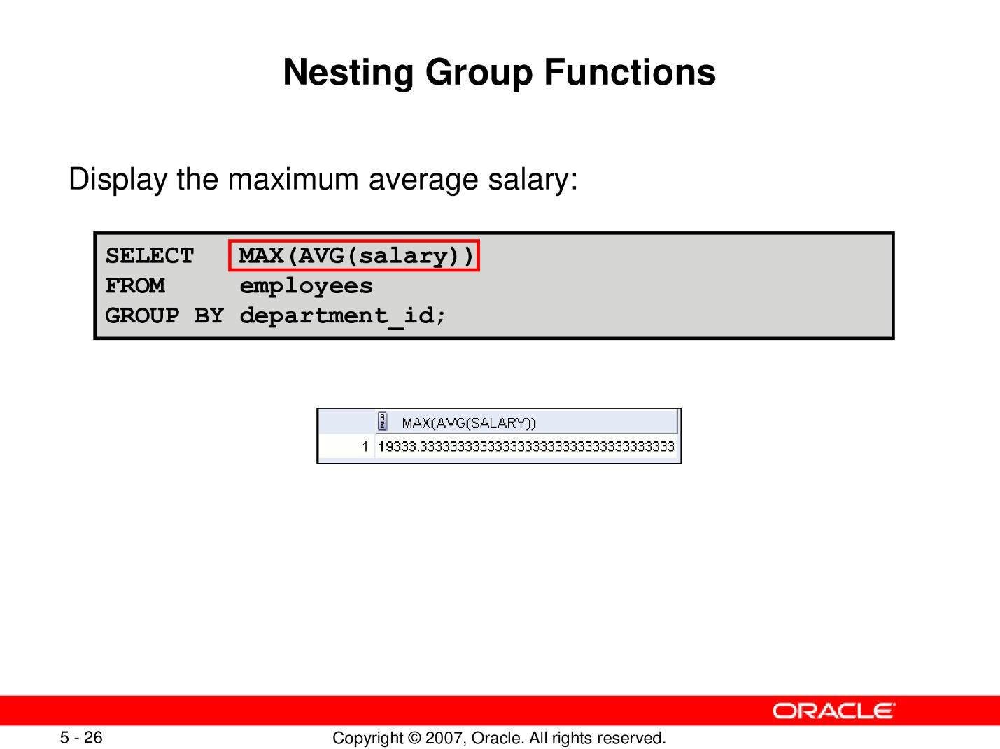 Nesting Group Functions
Display the maximum average salary:
SELECT MAX(AVG(salary))
FROM employees
GROUP BY department_id;
MAX(AVG(SALARY))
1 19333.3333333333333333333333333333333333
ORACLE
5 - 26 Copyright © 2007, Oracle. All rights reserved.